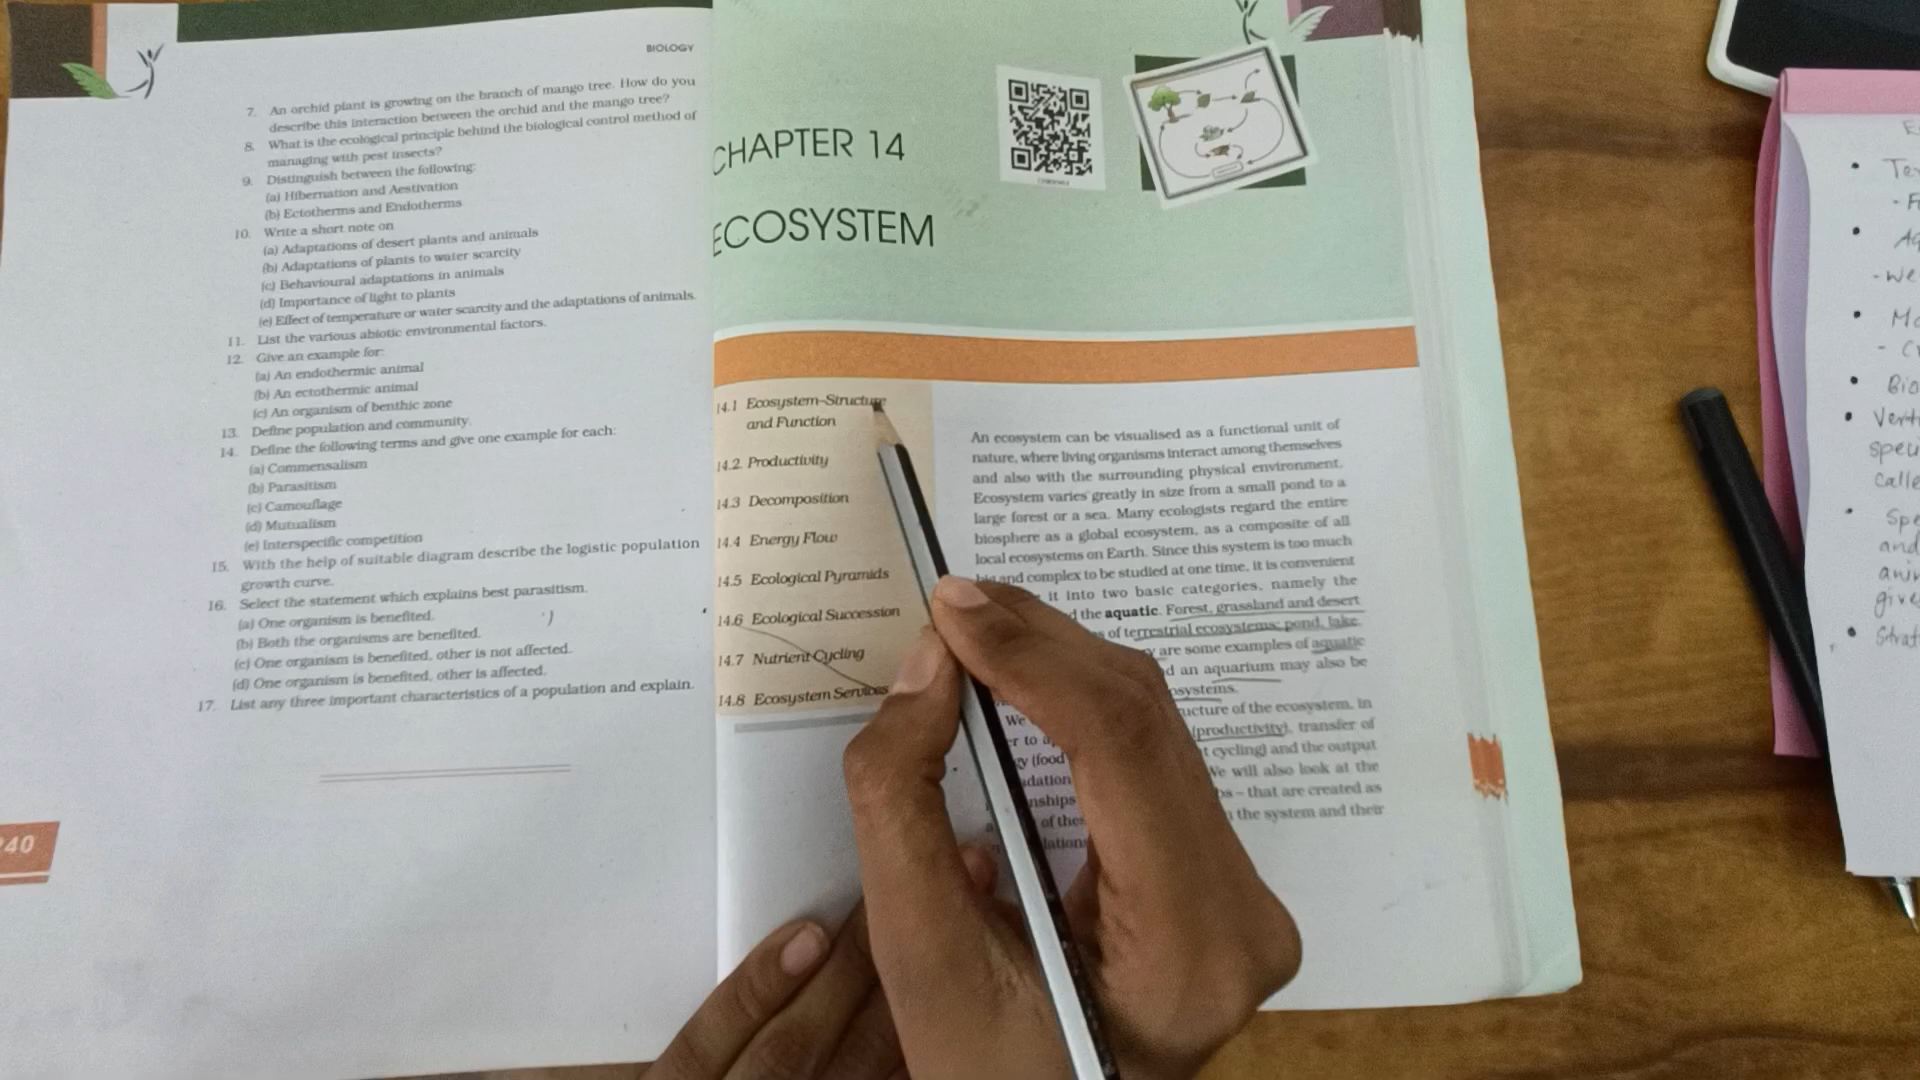 BIOLOGY
7. An orchid plant is growing on the branch of mango tree. How do you
describe this interaction between the orchid and the mango tree?
8. What is the ecological principle behind the biological control method of
managing with pest insects?
9. Distinguish between the following:
(a) Hibernation and Aestivation
(b) Ectotherms and Endotherms
10. Write a short note on
(a) Adaptations of desert plants and animals
(b) Adaptations of plants to water scarcity
(c) Behavioural adaptations in animals
(d) Importance of light to plants
(e) Effect of temperature or water scarcity and the adaptations of animals.
11. List the various abiotic environmental factors.
12. Give an example for:
(a) An endothermic animal
(b) An ectothermic animal
(c) An organism of benthic zone
13. Define population and community.
14. Define the following terms and give one example for each:
(a) Commensalism
(b) Parasitism
(c) Camouflage
(d) Mutualism
(e) Interspecific competition
15. With the help of suitable diagram describe the logistic population
growth curve.
16. Select the statement which explains best parasitism.
(a) One organism is benefited.
(b) Both the organisms are benefited.
(c) One organism is benefited, other is not affected.
(d) One organism is benefited, other is affected.
17. List any three important characteristics of a population and explain.
40
CHAPTER 14
ECOSYSTEM
14.1 Ecosystem–Structure
and Function
14.2. Productivity
14.3 Decomposition
14.4 Energy Flow
14.5 Ecological Pyramids
14.6 Ecological Succession
14.7 Nutrient Cycling
14.8 Ecosystem Services
An ecosystem can be visualised as a functional unit of
nature, where living organisms interact among themselves
and also with the surrounding physical environment.
Ecosystem varies greatly in size from a small pond to a
large forest or a sea. Many ecologists regard the entire
biosphere as a global ecosystem, as a composite of all
local ecosystems on Earth. Since this system is too much
big and complex to be studied at one time, it is convenient
it into two basic categories, namely the
the aquatic. Forest, grassland and desert
of terrestrial ecosystems; pond, lake,
are some examples of aquatic
an aquarium may also be
We ucture of the ecosystem, in
to (productivity), transfer of
(food cycling) and the output
We will also look at the
– that are created as
of the system and their